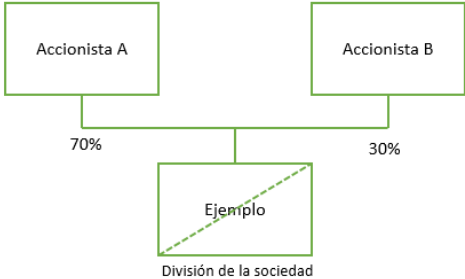 Accionista A
Accionista B
70%
30%
Ejemplo
División de la sociedad